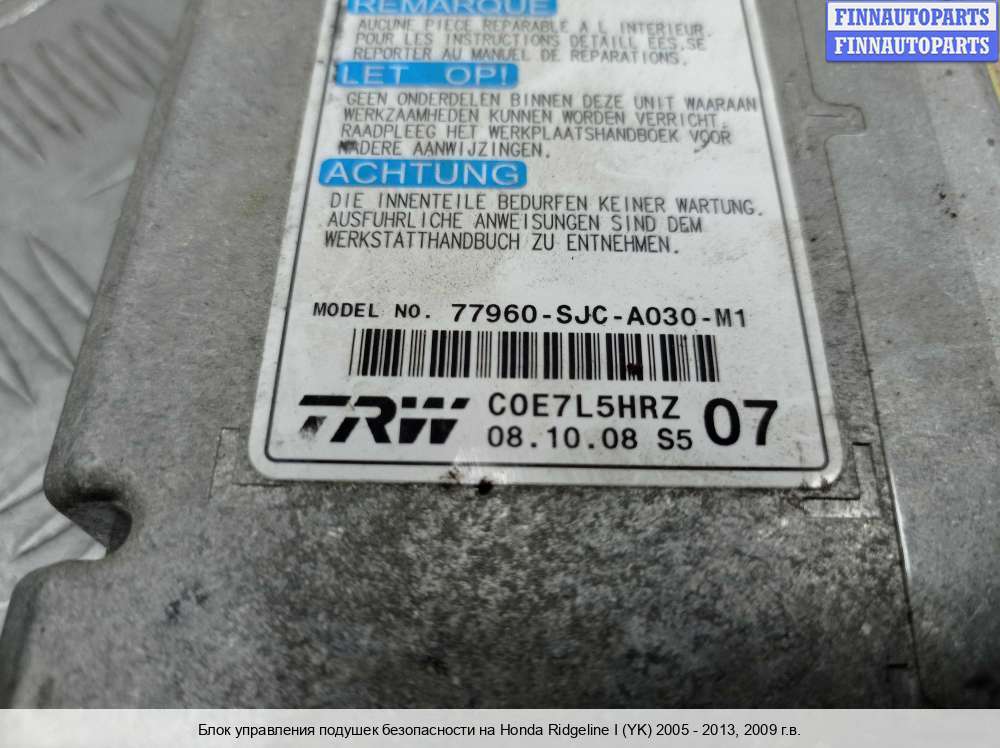 REMARQUE
AUCUNE PIECE REPARABLE A L INTERIEUR.
POUR LES INSTRUCTIONS DETAILL EES,SE
REPORTER AU MANUEL DE REPARATIONS.
LET OP!
GEEN ONDERDELEN BINNEN DEZE UNIT WAARAAN
WERKZAAMHEDEN KUNNEN WORDEN VERRICHT.
RAADPLEEG HET WERKPLAATSHANDBOEK VOOR
NADERE AANWIJZINGEN.
ACHTUNG
DIE INNENTEILE BEDURFEN KEINER WARTUNG.
AUSFUHRLICHE ANWEISUNGEN SIND DEM
WERKSTATTHANDBUCH ZU ENTNEHMEN.
MODEL NO. 77960-SJC-A030-M1
TRW C0E7L5HRZ 07
08.10.08 S5
FINNAUTOPARTS
FINNAUTOPARTS
Блок управления подушек безопасности на Honda Ridgeline I (YK) 2005 - 2013, 2009 г.в.